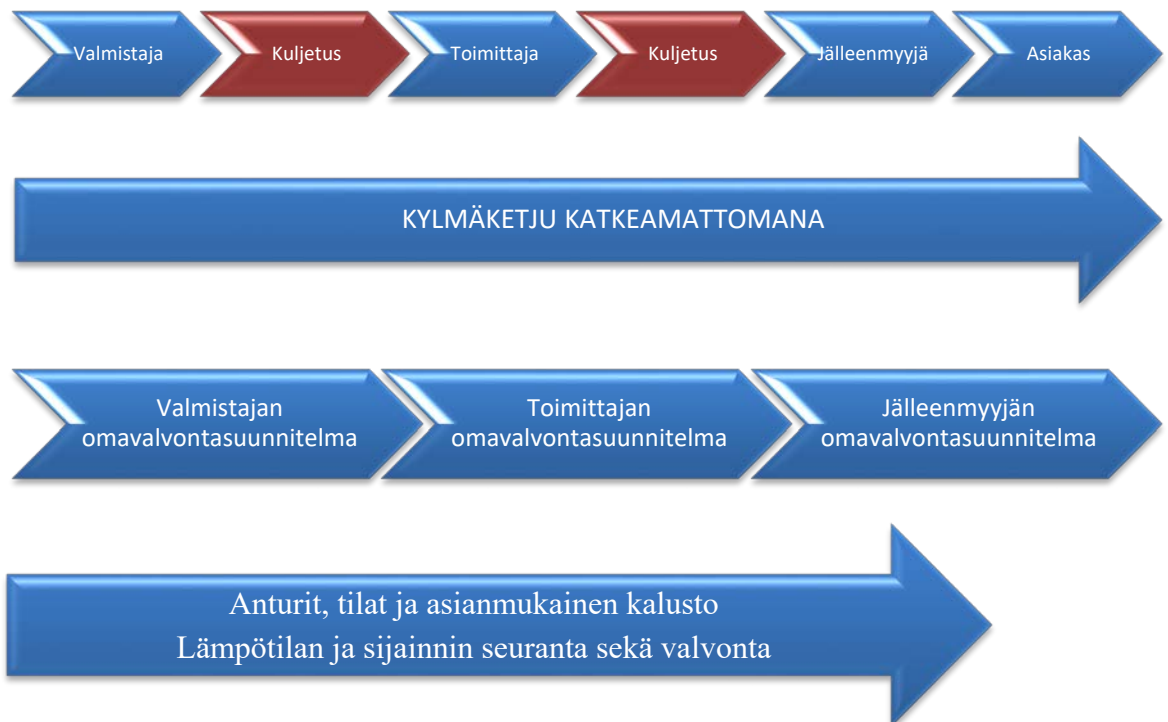 Valmistaja
Kuljetus
Toimittaja
Kuljetus
Jälleenmyyjä
Asiakas
KYLMÄKETJU KATKEAMATTOMANA
Valmistajan
omavalvontasuunnitelma
Toimittajan
omavalvontasuunnitelma
Jälleenmyyjän
omavalvontasuunnitelma
Anturit, tilat ja asianmukainen kalusto
Lämpötilan ja sijainnin seuranta sekä valvonta